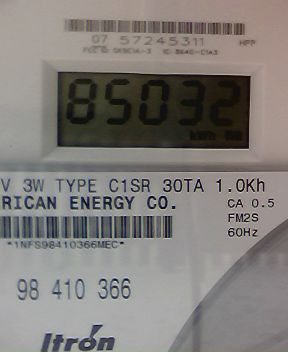 07 57245311 HPP
85032
kWh
V 3W TYPE C1SR 30TA 1.0Kh
RICAN ENERGY CO.
CA 0.5
FM2S
60Hz
*1NFS98410366MEC*
98 410 366
Itrón